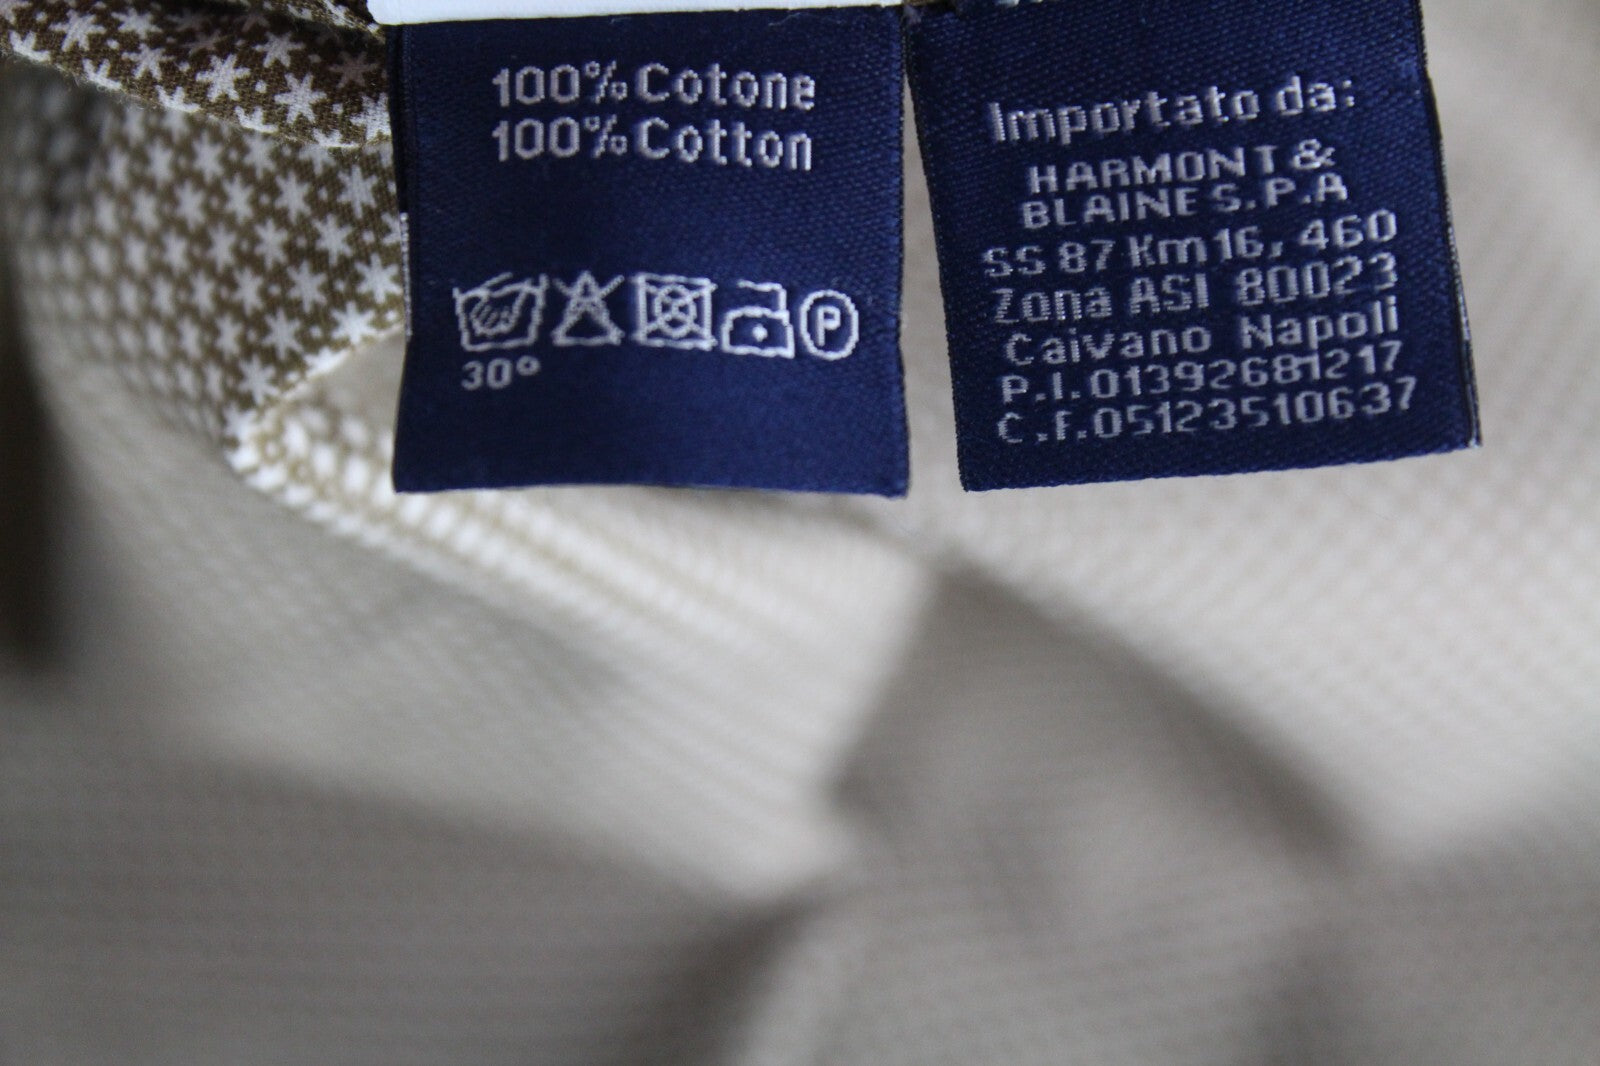 100% Cotone
100% Cotton
P
30°
Importato da:
HARMONT &
BLAINE S.P.A
SS 87 Km 16, 460
Zona ASI 80023
Caivano Napoli
P.I.01392681217
C.F.05123510637